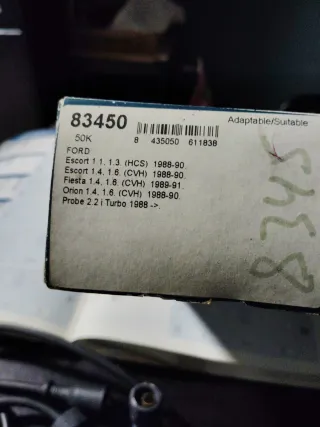 83450
Adaptable/Suitable
50K
8 435050 611838
FORD
Escort 1.1. 1.3. (HCS) 1988-90.
Escort 1.4. 1.6. (CVH) 1988-90.
Fiesta 1.4. 1.6. (CVH) 1989-91.
Orion 1.4. 1.6. (CVH) 1988-90.
Probe 2.2 i Turbo 1988 ->.
8345